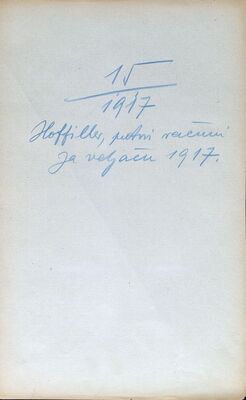 15
1917
Hoffiller, putni računi
za veljaču 1917.